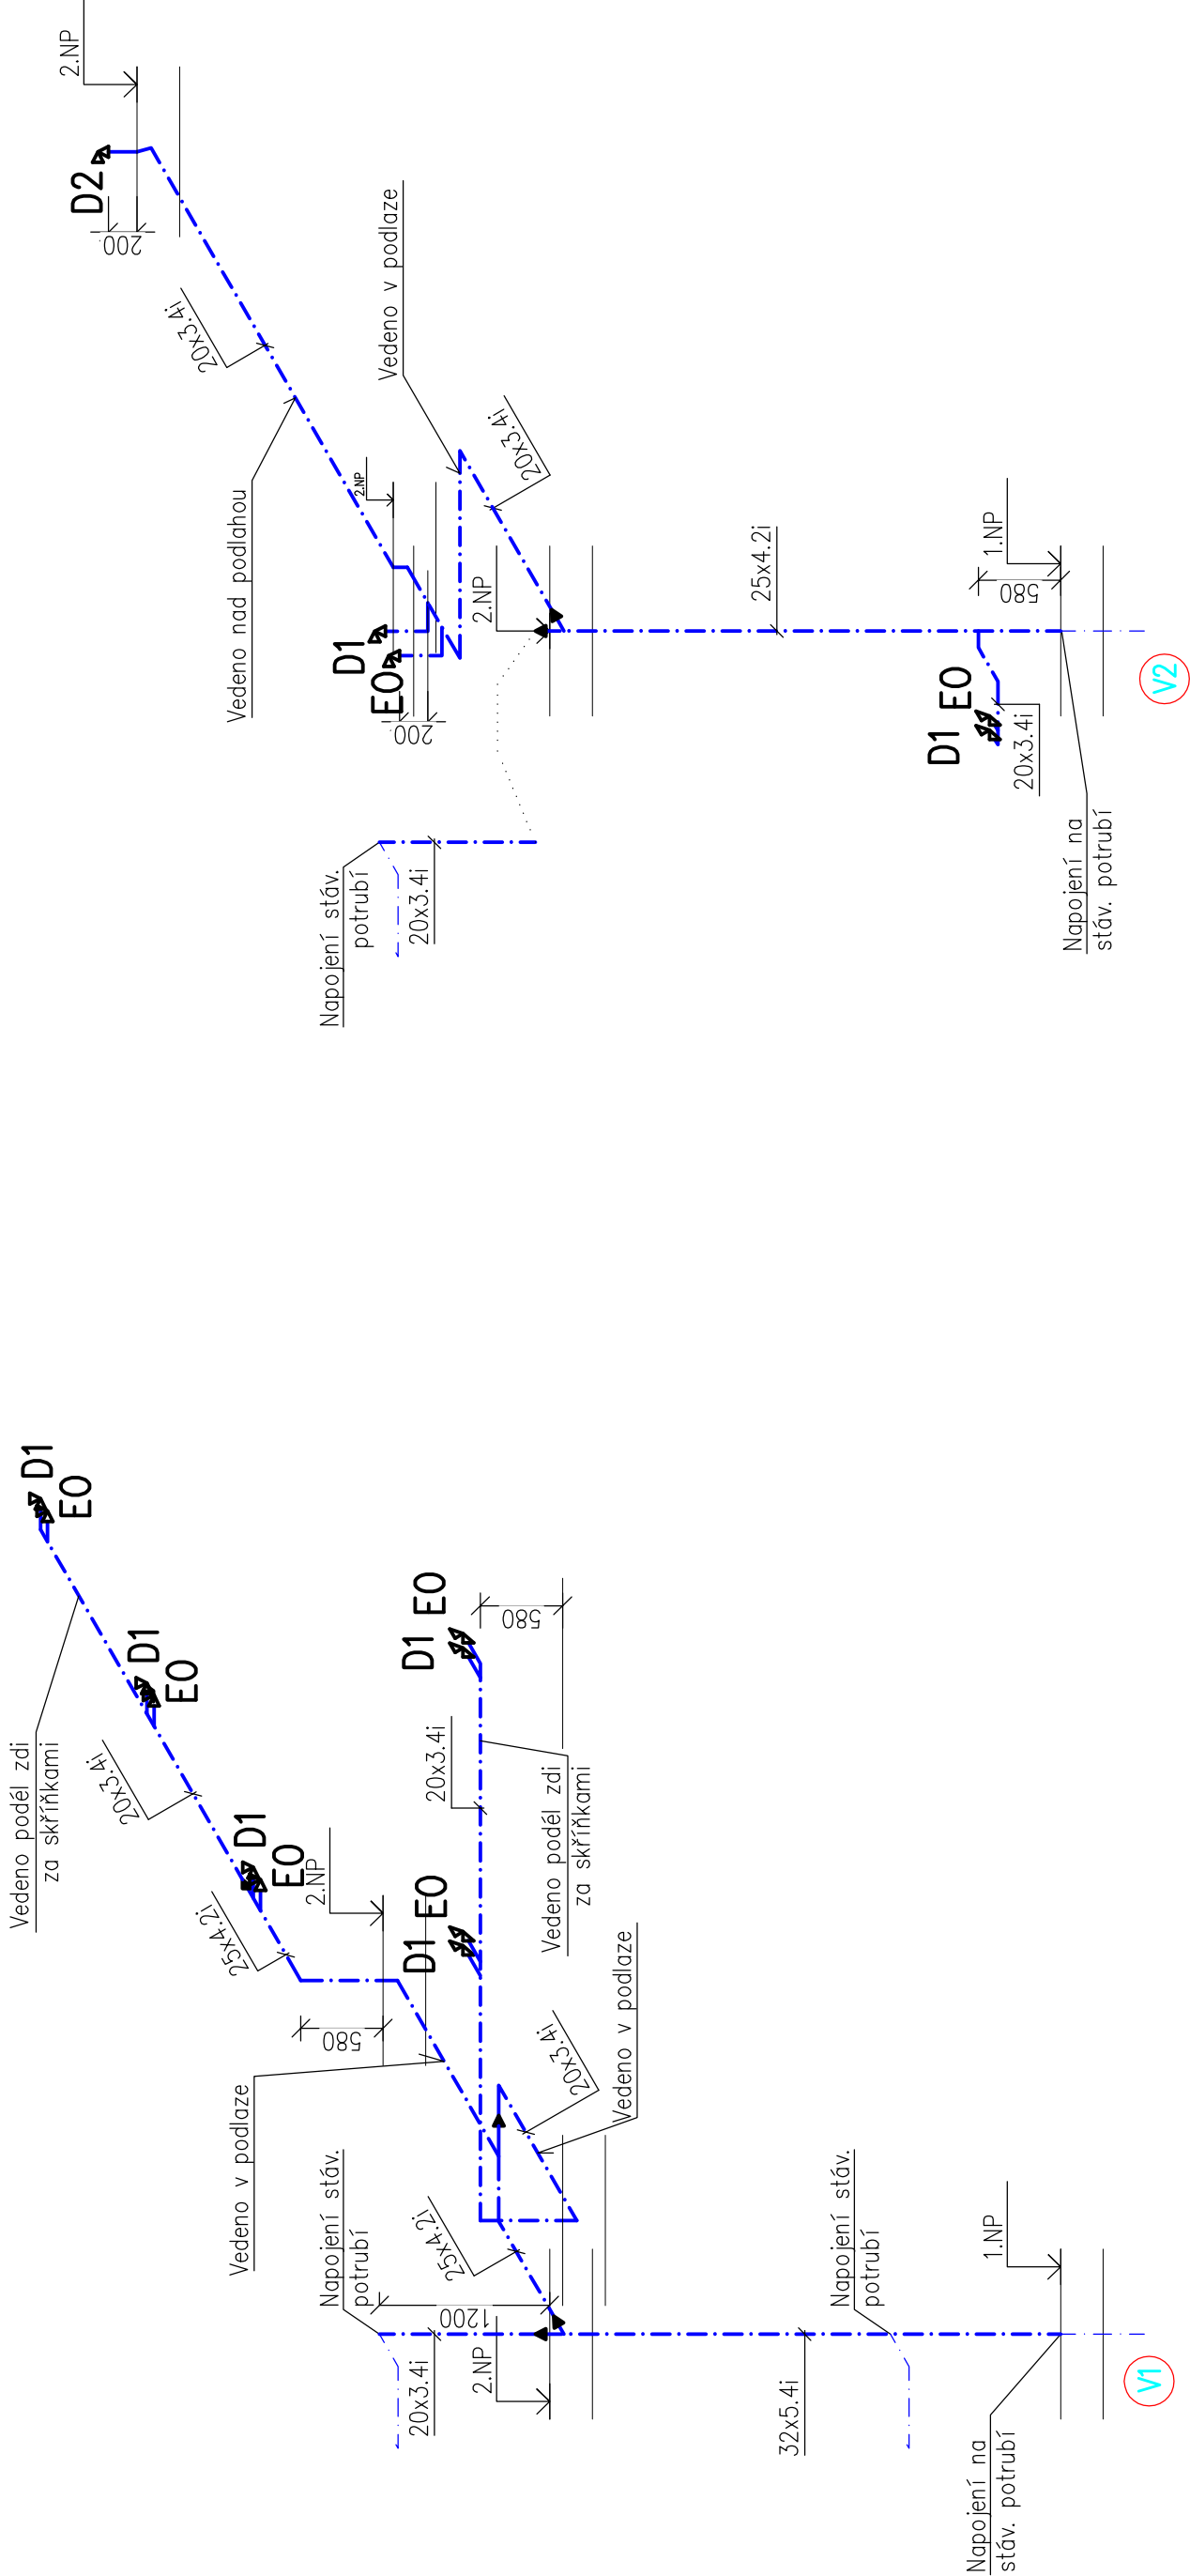 2.NP
D2
200
20x3.4i
Vedeno v podlaze
Vedeno nad podlahou
20x3.4i
2.NP
2.NP
D1
EO
200
25x4.2i
1.NP
580
D1
EO
20x3.4i
V2
Napojení stáv.
potrubí
20x3.4i
Napojení na
stáv. potrubí
D1
EO
Vedeno podél zdi
za skříňkami
D1
EO
20x3.4i
D1
EO
25x4.2i
2.NP
580
D1
EO
580
20x3.4i
Vedeno podél zdi
za skříňkami
D1
EO
Vedeno v podlaze
20x3.4i
Vedeno v podlaze
Napojení stáv.
potrubí
25x4.2i
1200
2.NP
20x3.4i
32x5.4i
Napojení stáv.
potrubí
1.NP
V1
Napojení na
stáv. potrubí